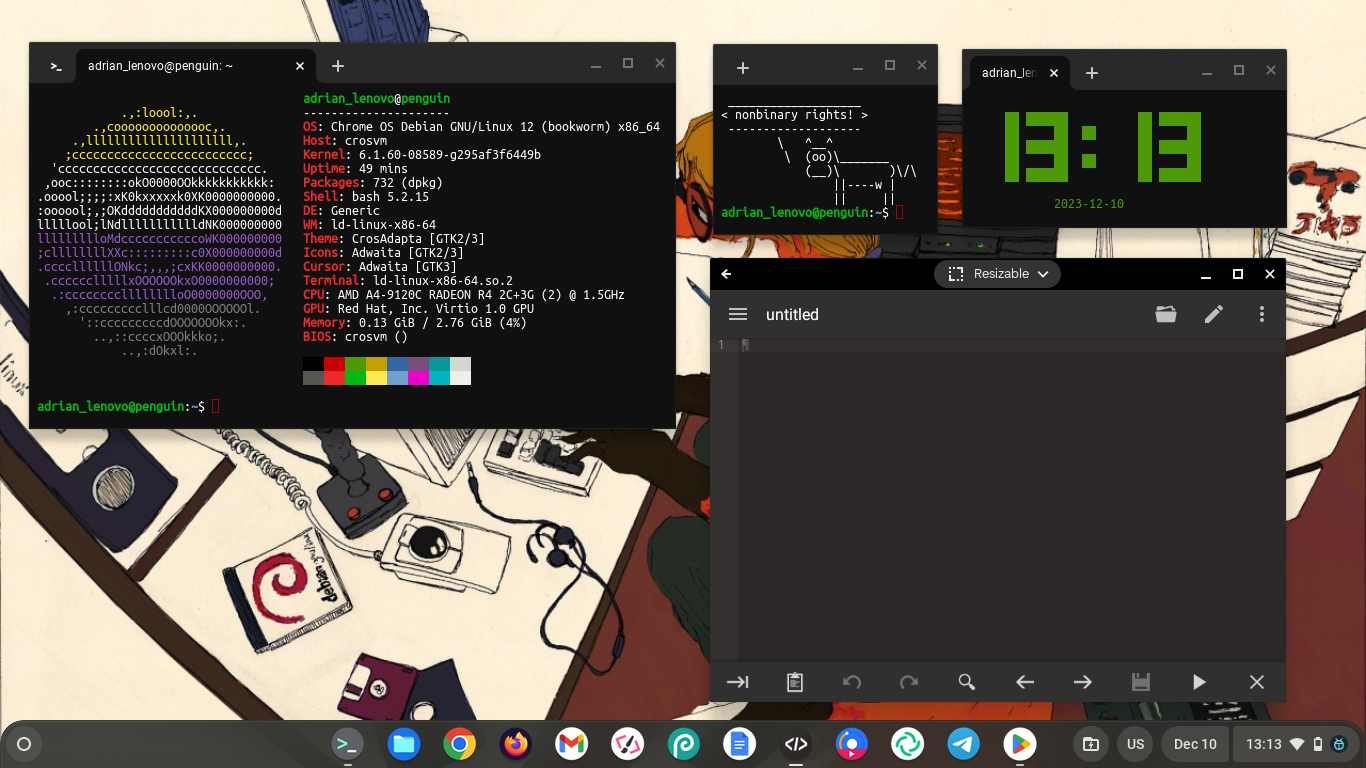 adrian_lenovo@penguin: ~
adrian_lenovo@penguin
---------------------
OS: Chrome OS Debian GNU/Linux 12 (bookworm) x86_64
Host: crosvm
Kernel: 6.1.60-08589-g295af3f6449b
Uptime: 49 mins
Packages: 732 (dpkg)
Shell: bash 5.2.15
DE: Generic
WM: ld-linux-x86-64
Theme: CrosAdapta [GTK2/3]
Icons: Adwaita [GTK2/3]
Cursor: Adwaita [GTK3]
Terminal: ld-linux-x86-64.so.2
CPU: AMD A4-9120C RADEON R4 2C+3G (2) @ 1.5GHz
GPU: Red Hat, Inc. Virtio 1.0 GPU
Memory: 0.13 GiB / 2.76 GiB (4%)
BIOS: crosvm ()
adrian_lenovo@penguin:~$
< nonbinary rights! >
adrian_lenovo@penguin:~$
adrian_len
13:13
2023-12-10
Resizable
untitled
1
debian gnu/linux
US
Dec 10
13:13